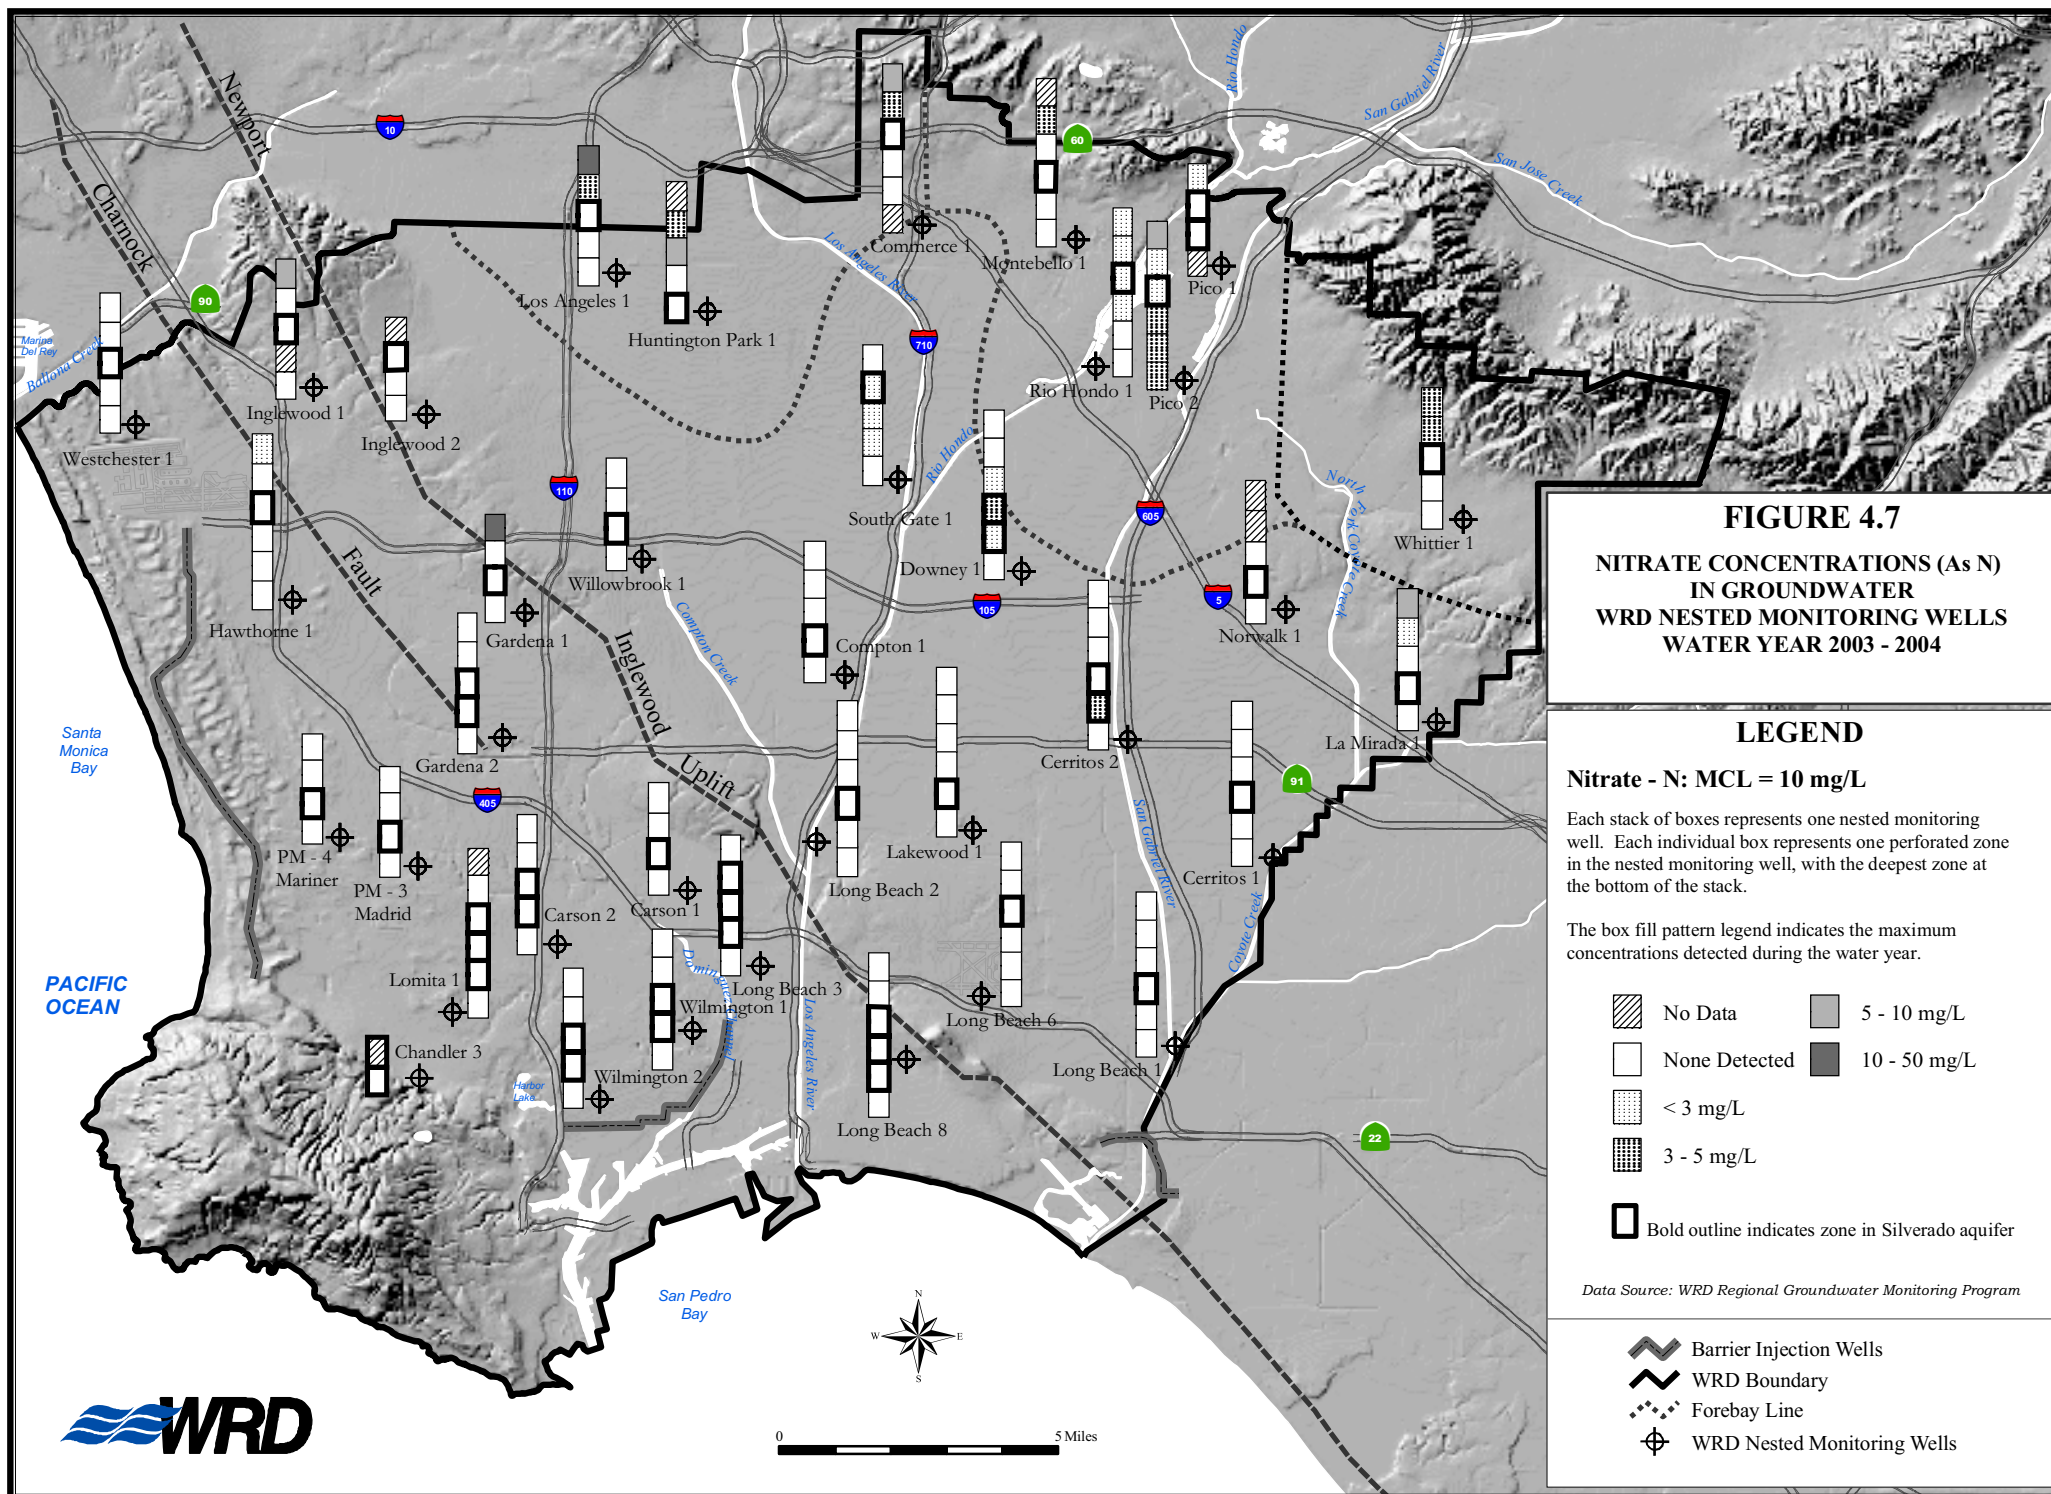 FIGURE 4.7
NITRATE CONCENTRATIONS (As N)
IN GROUNDWATER
WRD NESTED MONITORING WELLS
WATER YEAR 2003 - 2004
LEGEND
Nitrate - N: MCL = 10 mg/L
Each stack of boxes represents one nested monitoring
well. Each individual box represents one perforated zone
in the nested monitoring well, with the deepest zone at
the bottom of the stack.
The box fill pattern legend indicates the maximum
concentrations detected during the water year.
No Data
5 - 10 mg/L
None Detected
10 - 50 mg/L
< 3 mg/L
3 - 5 mg/L
Bold outline indicates zone in Silverado aquifer
Data Source: WRD Regional Groundwater Monitoring Program
Barrier Injection Wells
WRD Boundary
Forebay Line
WRD Nested Monitoring Wells
Newport
Charnock
Fault
Inglewood
Uplift
10
60
90
110
710
605
105
5
405
91
22
Rio Hondo
San Gabriel River
San Jose Creek
Los Angeles River
Commerce 1
Montebello 1
Pico 1
Los Angeles 1
Huntington Park 1
Marina
Del Rey
Ballona Creek
Inglewood 1
Inglewood 2
Rio Hondo 1
Pico 2
Westchester 1
Rio Hondo
North Fork Coyote Creek
South Gate 1
Whittier 1
Downey 1
Willowbrook 1
Hawthorne 1
Gardena 1
Compton Creek
Compton 1
Norwalk 1
Santa
Monica
Bay
Gardena 2
Cerritos 2
La Mirada 1
San Gabriel River
PM - 4
Mariner
PM - 3
Madrid
Lakewood 1
Long Beach 2
Cerritos 1
Carson 2
Carson 1
Coyote Creek
Lomita 1
Dominguez Channel
Long Beach 3
Wilmington 1
Los Angeles River
Long Beach 6
PACIFIC
OCEAN
Chandler 3
Wilmington 2
Harbor
Lake
Long Beach 1
Long Beach 8
San Pedro
Bay
N
W
E
S
0
5 Miles
WRD